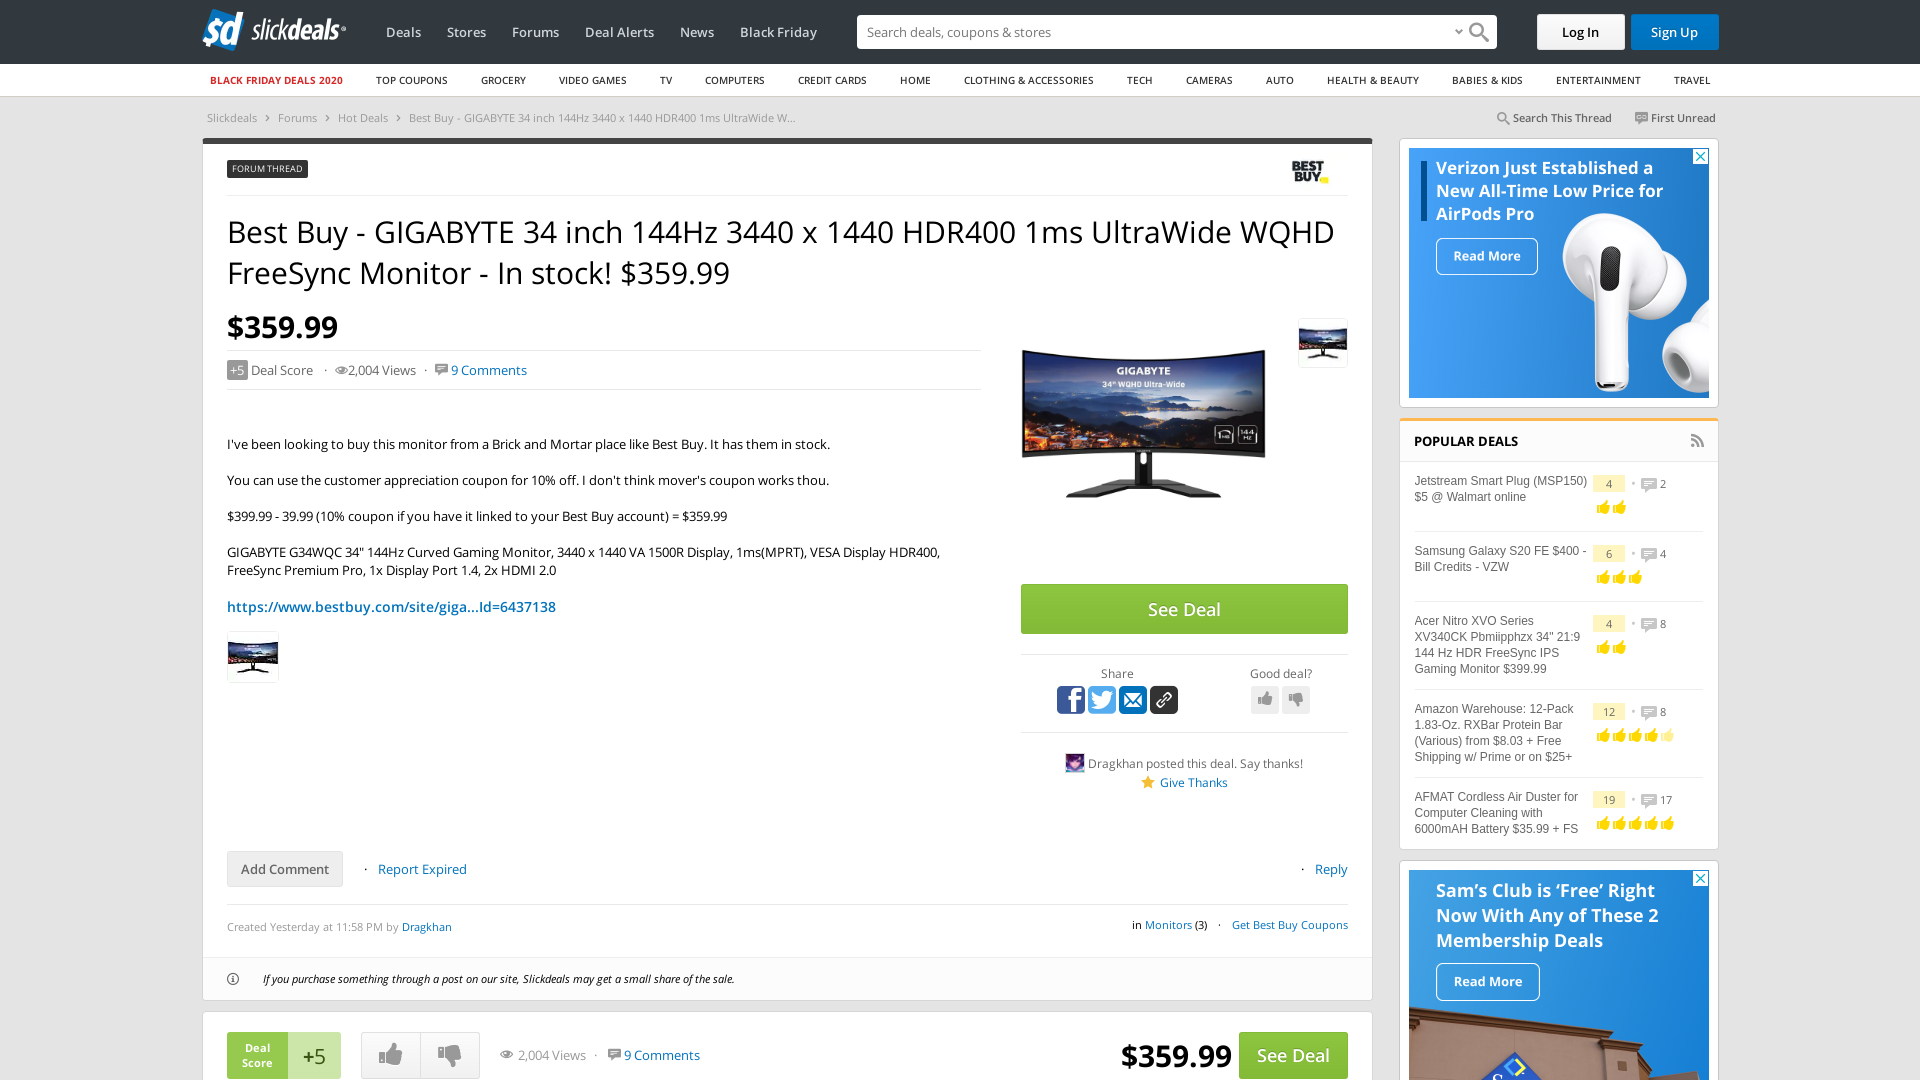 $d slickdeals
Deals Stores Forums Deal Alerts News Black Friday
Search deals, coupons & stores
Log In Sign Up
BLACK FRIDAY DEALS 2020 TOP COUPONS GROCERY VIDEO GAMES TV COMPUTERS CREDIT CARDS HOME CLOTHING & ACCESSORIES TECH CAMERAS AUTO HEALTH & BEAUTY BABIES & KIDS ENTERTAINMENT TRAVEL
Slickdeals › Forums › Hot Deals › Best Buy - GIGABYTE 34 inch 144Hz 3440 x 1440 HDR400 1ms UltraWide W...
Search This Thread First Unread
FORUM THREAD
BEST
BUY
Best Buy - GIGABYTE 34 inch 144Hz 3440 x 1440 HDR400 1ms UltraWide WQHD
FreeSync Monitor - In stock! $359.99
$359.99
+5 Deal Score · 2,004 Views · 9 Comments
I've been looking to buy this monitor from a Brick and Mortar place like Best Buy. It has them in stock.
You can use the customer appreciation coupon for 10% off. I don't think mover's coupon works thou.
$399.99 - 39.99 (10% coupon if you have it linked to your Best Buy account) = $359.99
GIGABYTE G34WQC 34" 144Hz Curved Gaming Monitor, 3440 x 1440 VA 1500R Display, 1ms(MPRT), VESA Display HDR400,
FreeSync Premium Pro, 1x Display Port 1.4, 2x HDMI 2.0
https://www.bestbuy.com/site/giga...Id=6437138
GIGABYTE
34" WQHD Ultra-Wide
144
HZ
See Deal
Share
Good deal?
Dragkhan posted this deal. Say thanks!
Give Thanks
Add Comment · Report Expired
· Reply
Created Yesterday at 11:58 PM by Dragkhan
in Monitors (3) · Get Best Buy Coupons
If you purchase something through a post on our site, Slickdeals may get a small share of the sale.
Deal
Score
+5
2,004 Views · 9 Comments
$359.99
See Deal
Verizon Just Established a
New All-Time Low Price for
AirPods Pro
Read More
POPULAR DEALS
Jetstream Smart Plug (MSP150)
$5 @ Walmart online
4 • 2
Samsung Galaxy S20 FE $400 -
Bill Credits - VZW
6 • 4
Acer Nitro XVO Series
XV340CK Pbmiipphzx 34" 21:9
144 Hz HDR FreeSync IPS
Gaming Monitor $399.99
4 • 8
Amazon Warehouse: 12-Pack
1.83-Oz. RXBar Protein Bar
(Various) from $8.03 + Free
Shipping w/ Prime or on $25+
12 • 8
AFMAT Cordless Air Duster for
Computer Cleaning with
6000mAH Battery $35.99 + FS
19 • 17
Sam's Club is 'Free' Right
Now With Any of These 2
Membership Deals
Read More